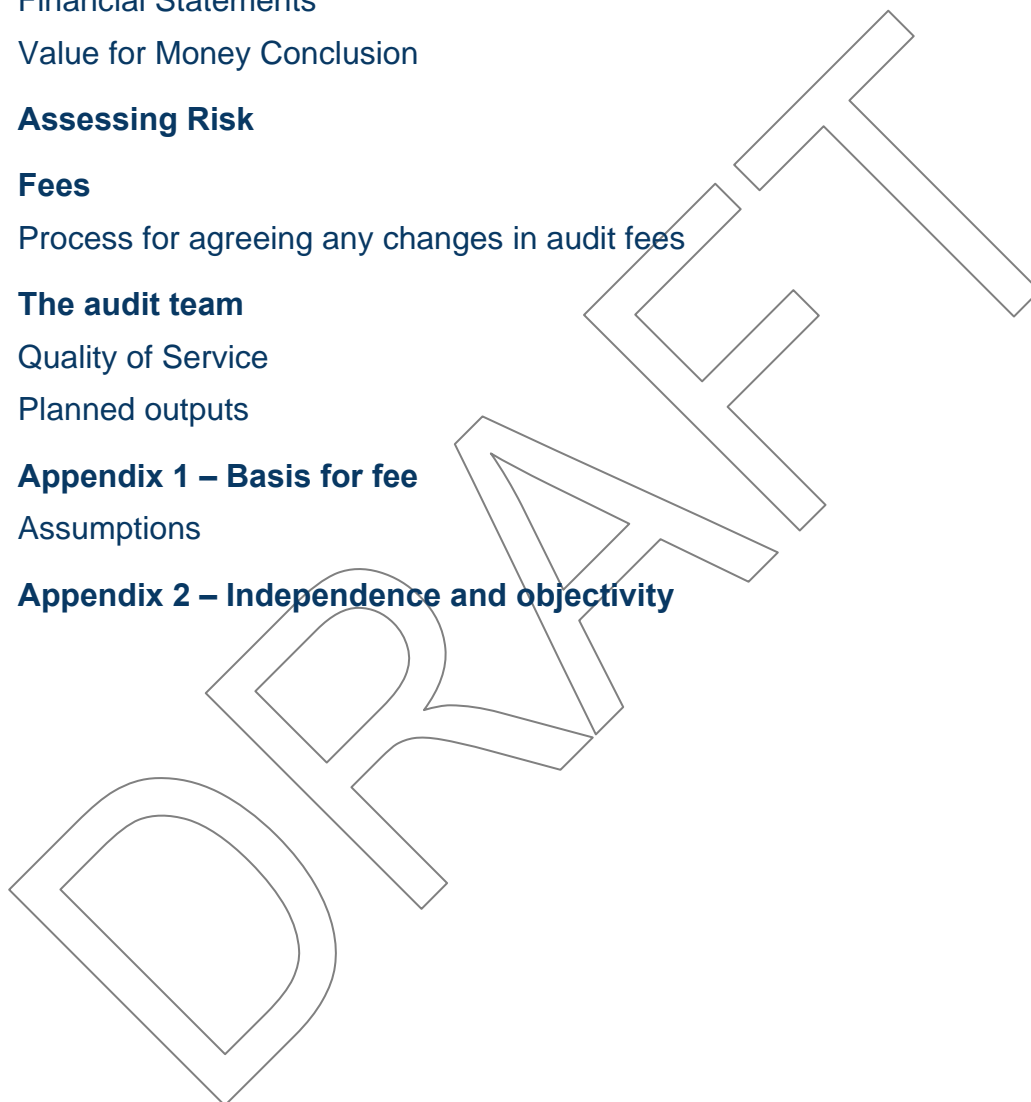 Financial Statements
Value for Money Conclusion
Assessing Risk
Fees
Process for agreeing any changes in audit fees
The audit team
Quality of Service
Planned outputs
Appendix 1 – Basis for fee
Assumptions
Appendix 2 – Independence and objectivity
DRAFT